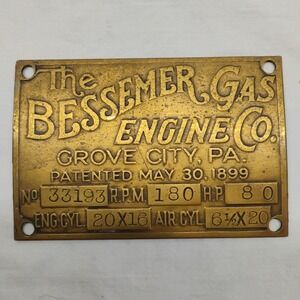 The
BESSEMER GAS
ENGINE CO.
GROVE CITY, PA.
PATENTED MAY 30, 1899
NO 33193 R.P.M. 180 H.P. 80
ENG. CYL. 20X16 AIR CYL. 6½X20